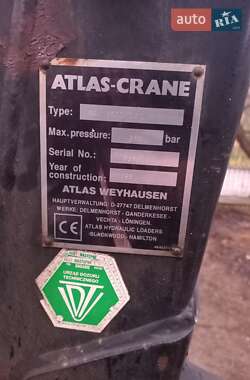 auto RIA
ATLAS-CRANE
Type:
Max. pressure: bar
Serial No.:
Year of
construction:
ATLAS WEYHAUSEN
HAUPTVERWALTUNG: D-27747 DELMENHORST
WERKE: DELMENHORST - GANDERKESEE -
VECHTA - LÖNINGEN.
ATLAS HYDRAULIC LOADERS
BLACKWOOD - HAMILTON
CE
URZĄD DOZORU
TECHNICZNEGO